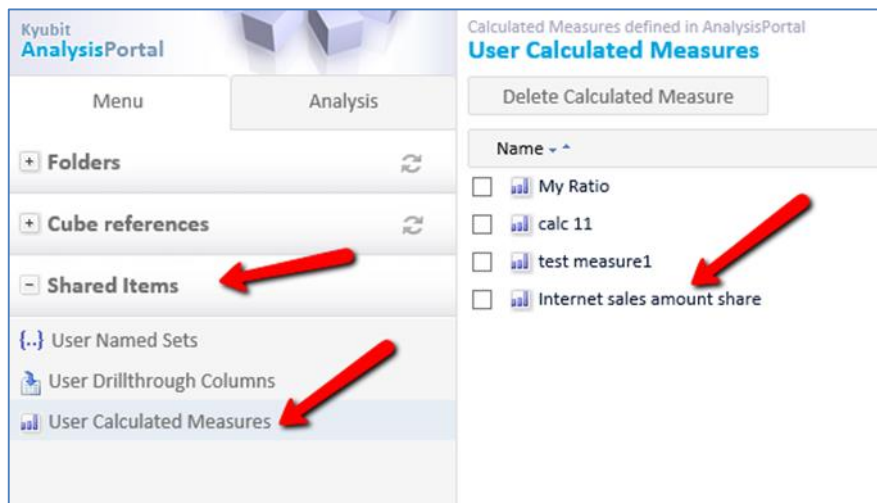 Kyubit
AnalysisPortal
Menu
Analysis
Folders
Cube references
Shared Items
{..} User Named Sets
User Drillthrough Columns
User Calculated Measures
Calculated Measures defined in AnalysisPortal
User Calculated Measures
Delete Calculated Measure
Name
My Ratio
calc 11
test measure1
Internet sales amount share